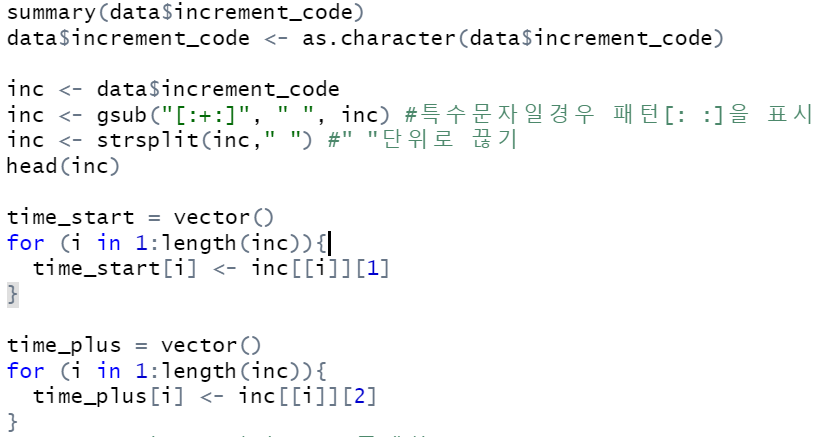 summary(data$increment_code)
data$increment_code <- as.character(data$increment_code)
inc <- data$increment_code
inc <- gsub("[:+:]", " ", inc) #특수문자일경우 패턴[: :]을 표시
inc <- strsplit(inc," ") #" "단위로 끊기
head(inc)
time_start = vector()
for (i in 1:length(inc)){
  time_start[i] <- inc[[i]][1]
}
time_plus = vector()
for (i in 1:length(inc)){
  time_plus[i] <- inc[[i]][2]
}